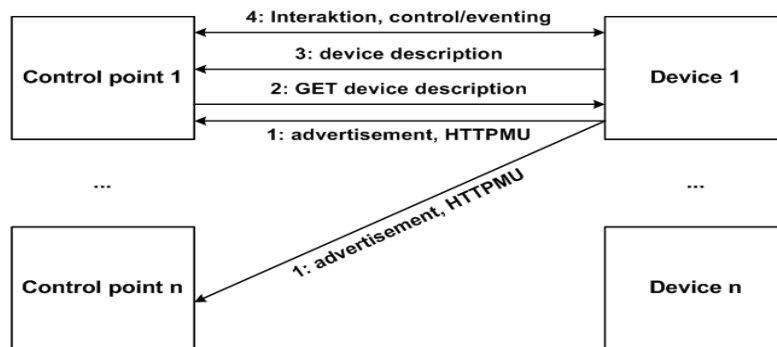 4: Interaktion, control/eventing
3: device description
Control point 1
Device 1
2: GET device description
1: advertisement, HTTPMU
...
...
1: advertisement, HTTPMU
Control point n
Device n